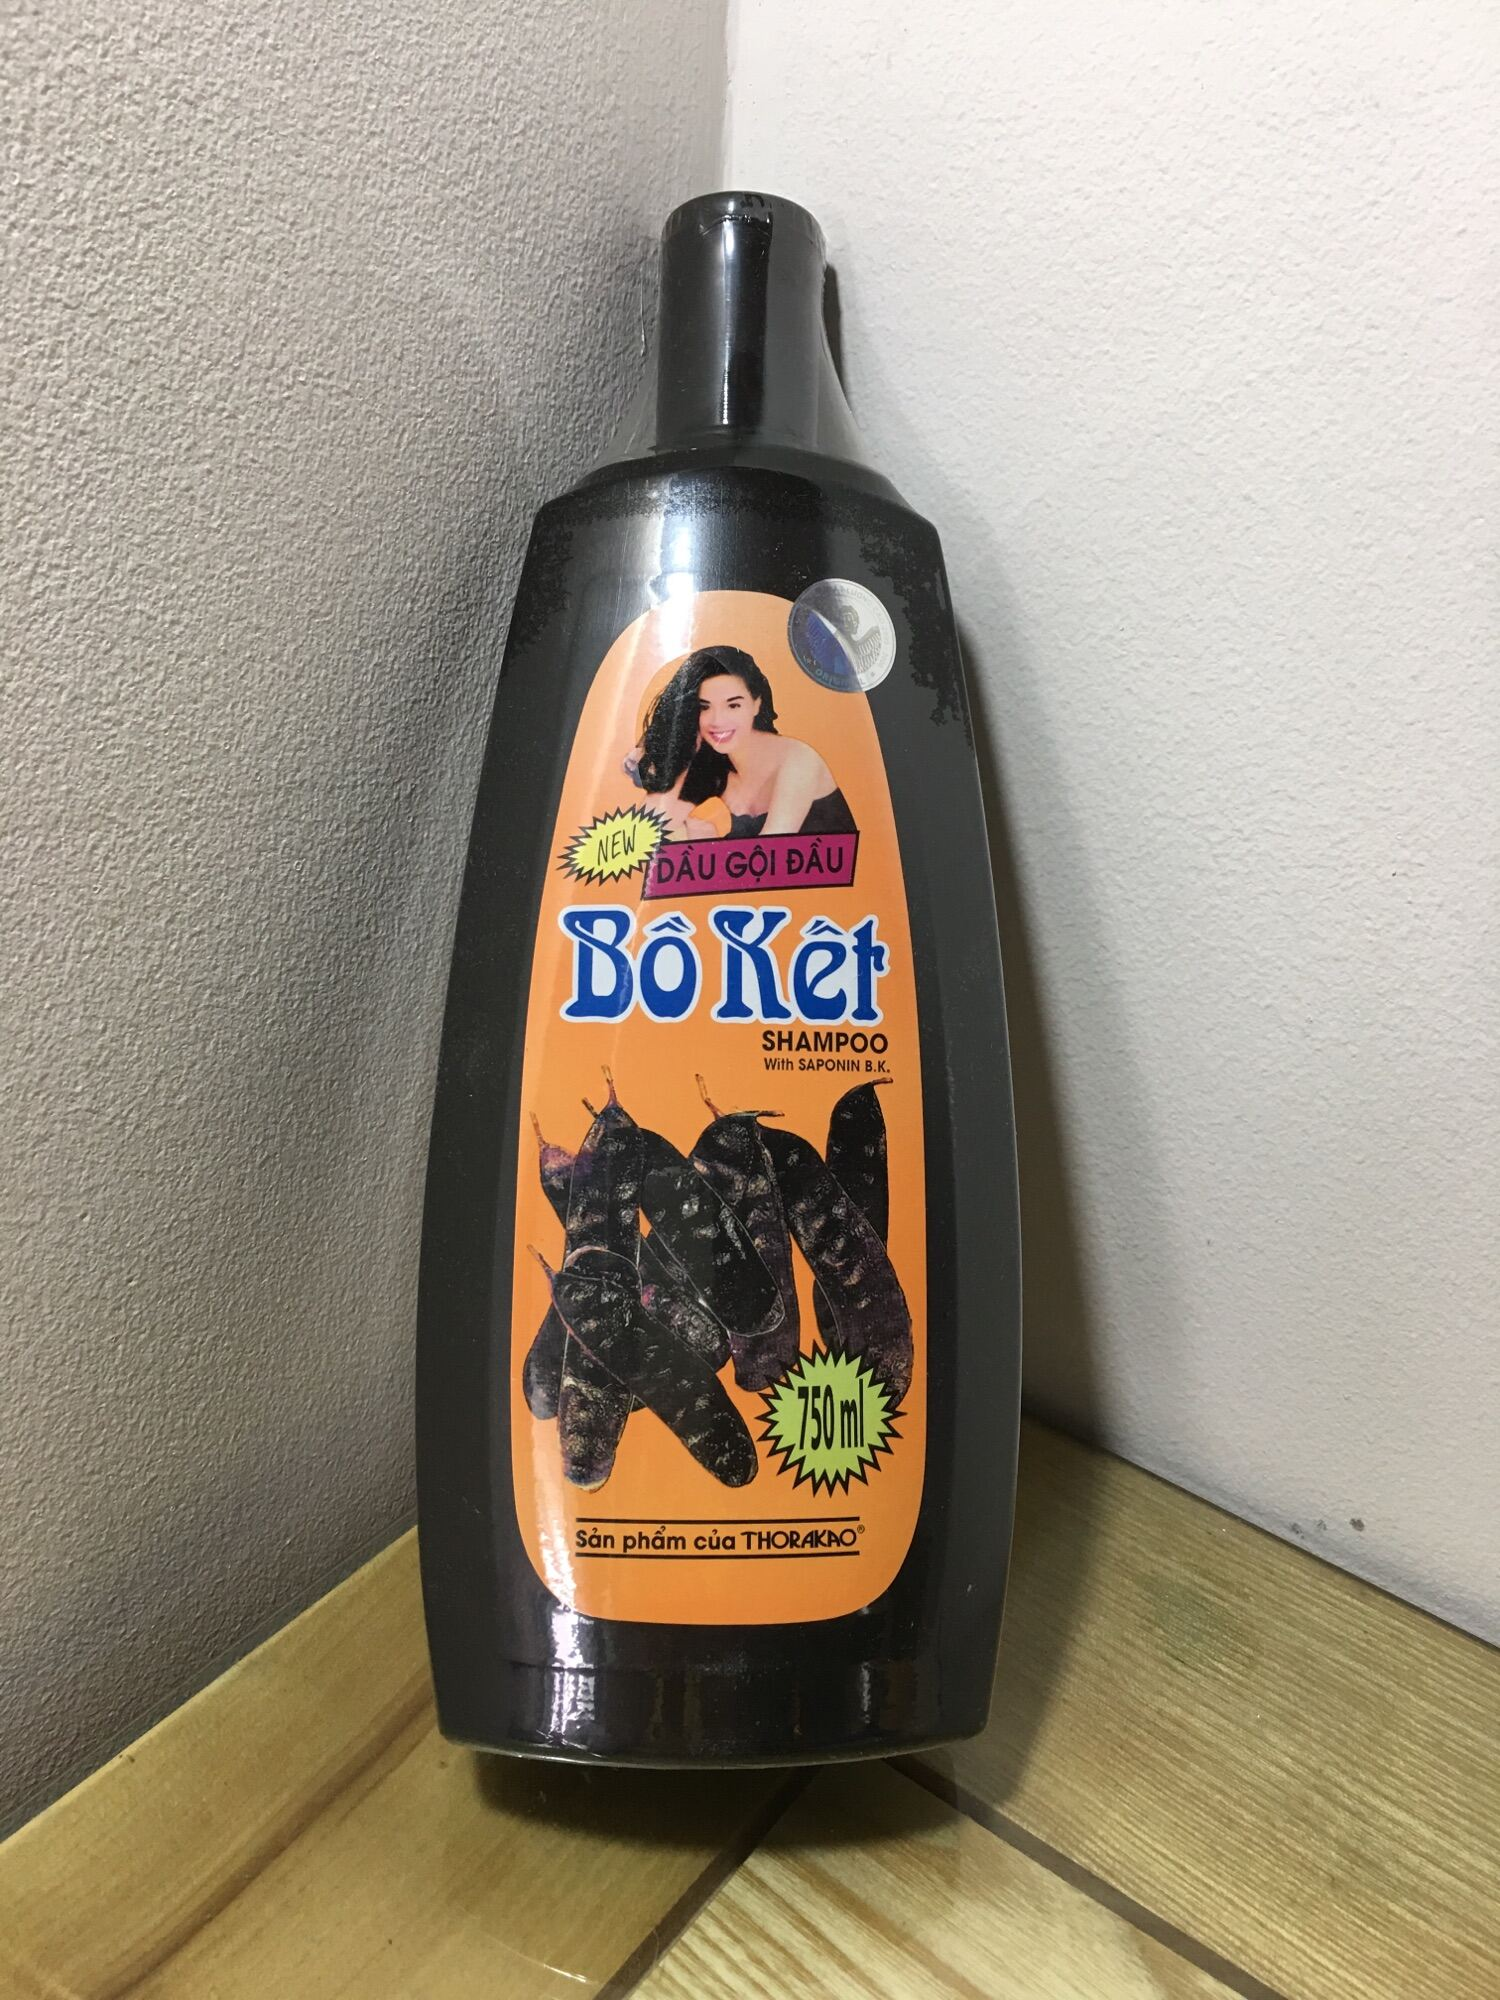 NEW
DẦU GỘI ĐẦU
Bồ Kết
SHAMPOO
With SAPONIN B.K.
750 ml
Sản phẩm của THORAKAO®